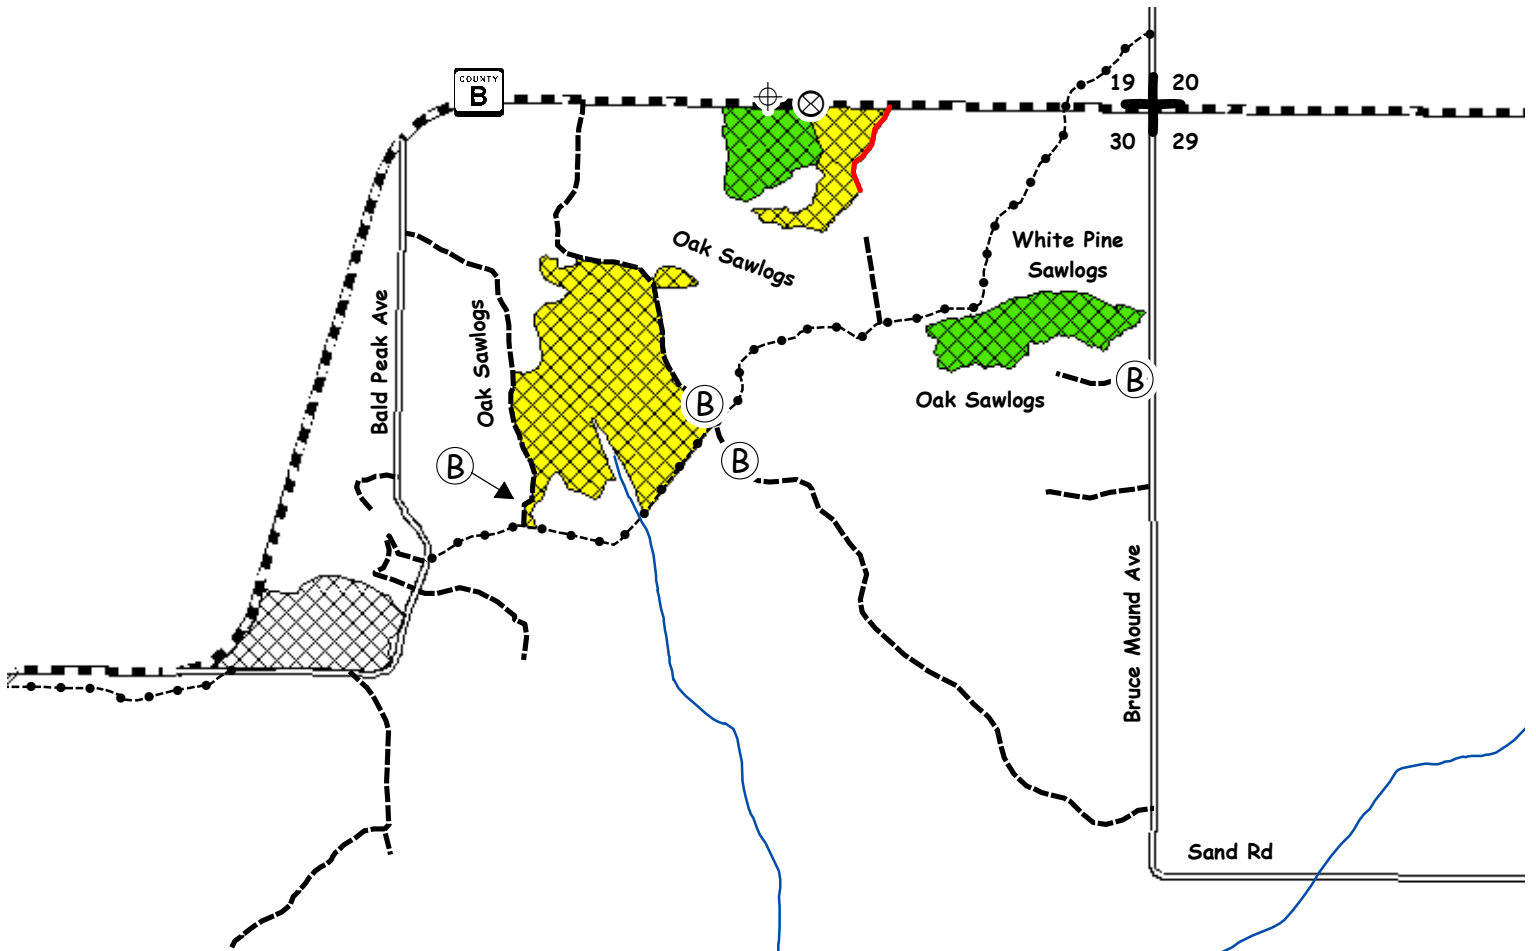 COUNTY
B
19 20
30 29
Oak Sawlogs
White Pine
Sawlogs
Bald Peak Ave
Oak Sawlogs
Oak Sawlogs
B
B
B
B
Bruce Mound Ave
Sand Rd